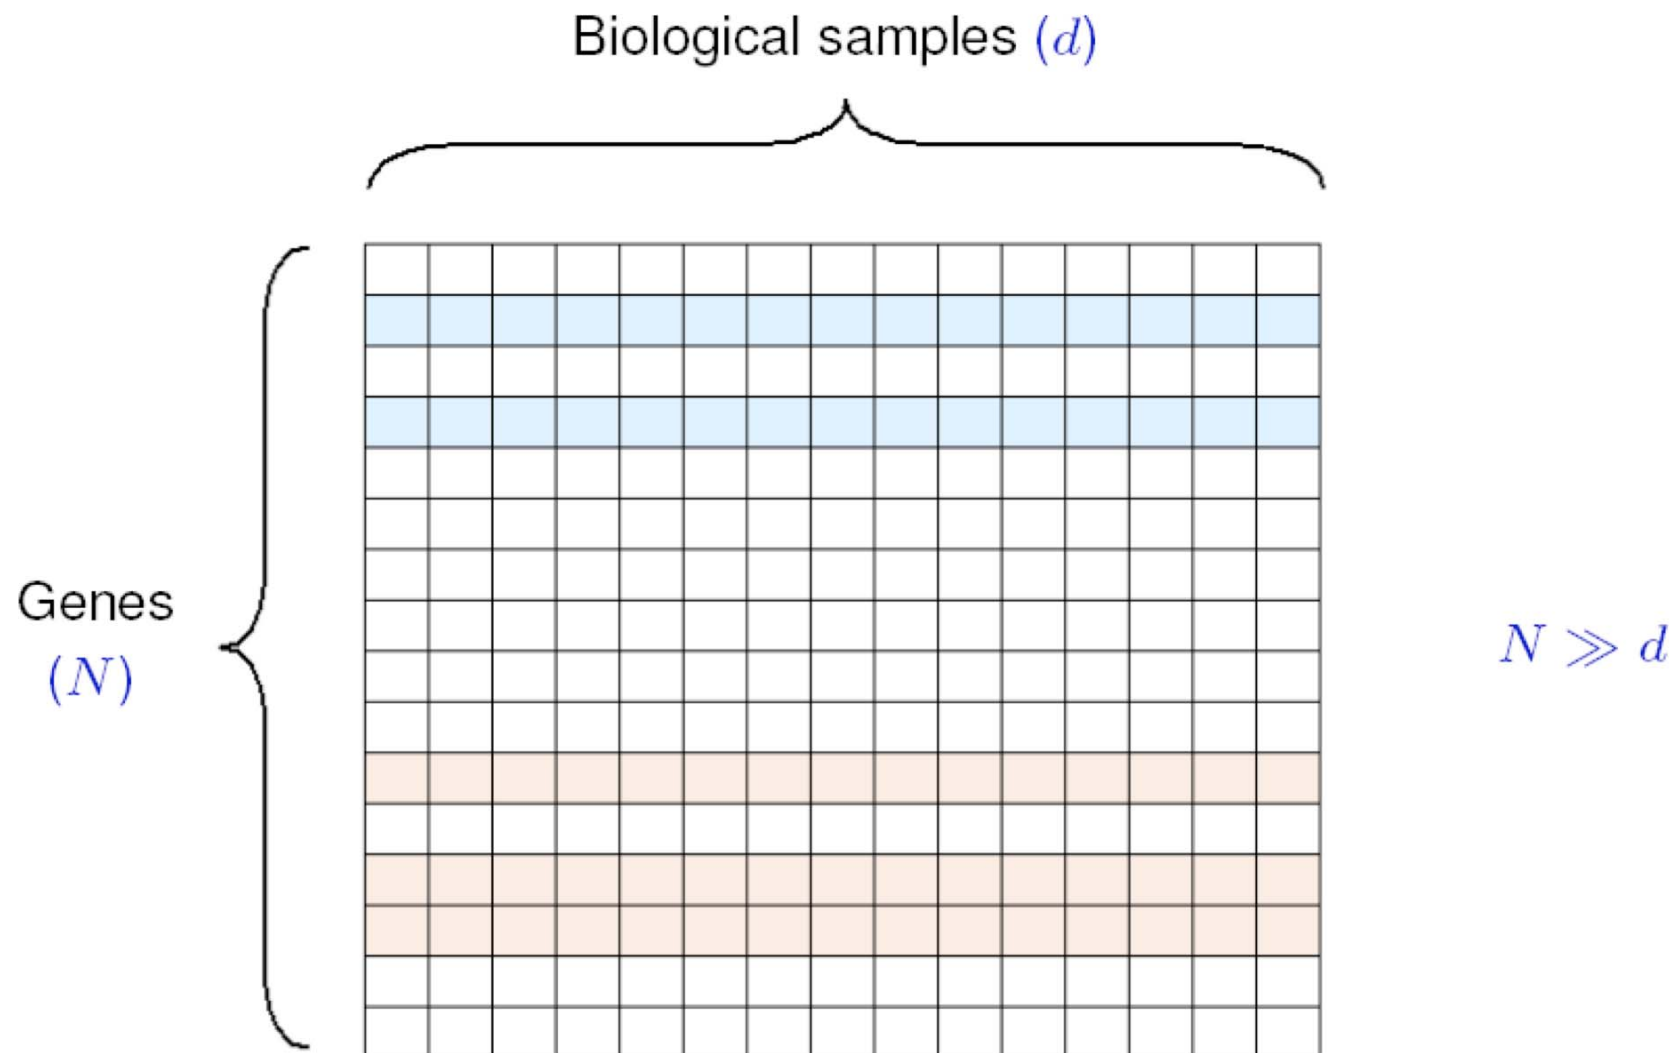 Biological samples (d)
Genes
(N)
N ≫ d